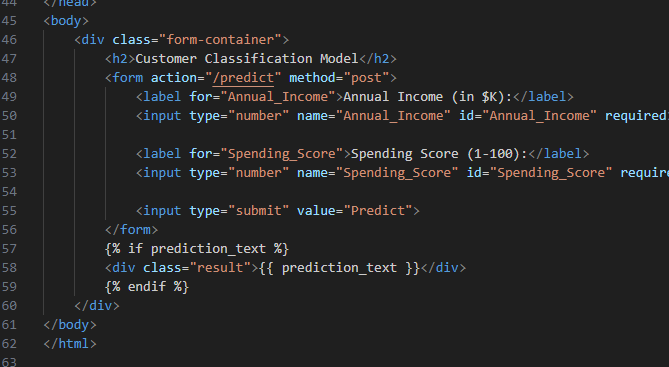 44 </head>
45 <body>
46     <div class="form-container">
47         <h2>Customer Classification Model</h2>
48         <form action="/predict" method="post">
49             <label for="Annual_Income">Annual Income (in $K):</label>
50             <input type="number" name="Annual_Income" id="Annual_Income" required
51
52             <label for="Spending_Score">Spending Score (1-100):</label>
53             <input type="number" name="Spending_Score" id="Spending_Score" require
54
55             <input type="submit" value="Predict">
56         </form>
57         {% if prediction_text %}
58         <div class="result">{{ prediction_text }}</div>
59         {% endif %}
60     </div>
61 </body>
62 </html>
63